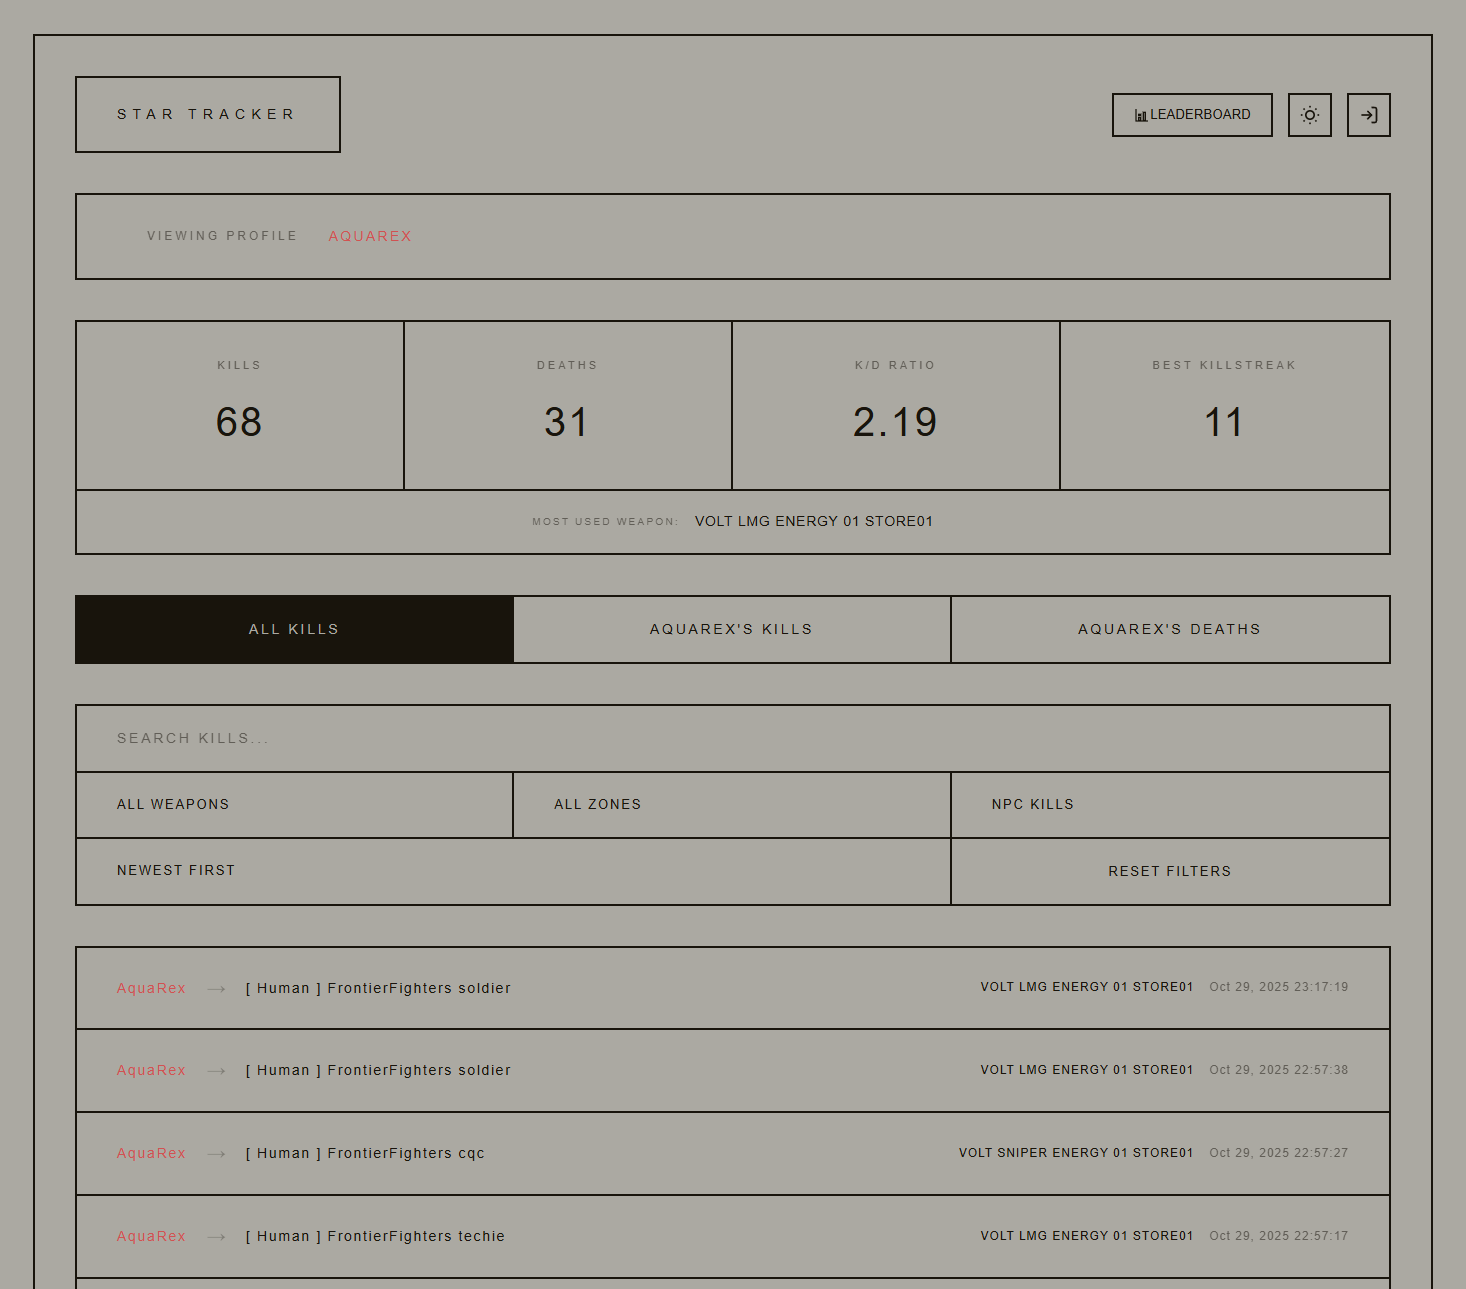 STAR TRACKER
LEADERBOARD
VIEWING PROFILE AQUAREX
KILLS DEATHS K/D RATIO BEST KILLSTREAK
68 31 2.19 11
MOST USED WEAPON: VOLT LMG ENERGY 01 STORE01
ALL KILLS AQUAREX'S KILLS AQUAREX'S DEATHS
SEARCH KILLS...
ALL WEAPONS ALL ZONES NPC KILLS
NEWEST FIRST RESET FILTERS
AquaRex → [ Human ] FrontierFighters soldier VOLT LMG ENERGY 01 STORE01 Oct 29, 2025 23:17:19
AquaRex → [ Human ] FrontierFighters soldier VOLT LMG ENERGY 01 STORE01 Oct 29, 2025 22:57:38
AquaRex → [ Human ] FrontierFighters cqc VOLT SNIPER ENERGY 01 STORE01 Oct 29, 2025 22:57:27
AquaRex → [ Human ] FrontierFighters techie VOLT LMG ENERGY 01 STORE01 Oct 29, 2025 22:57:17